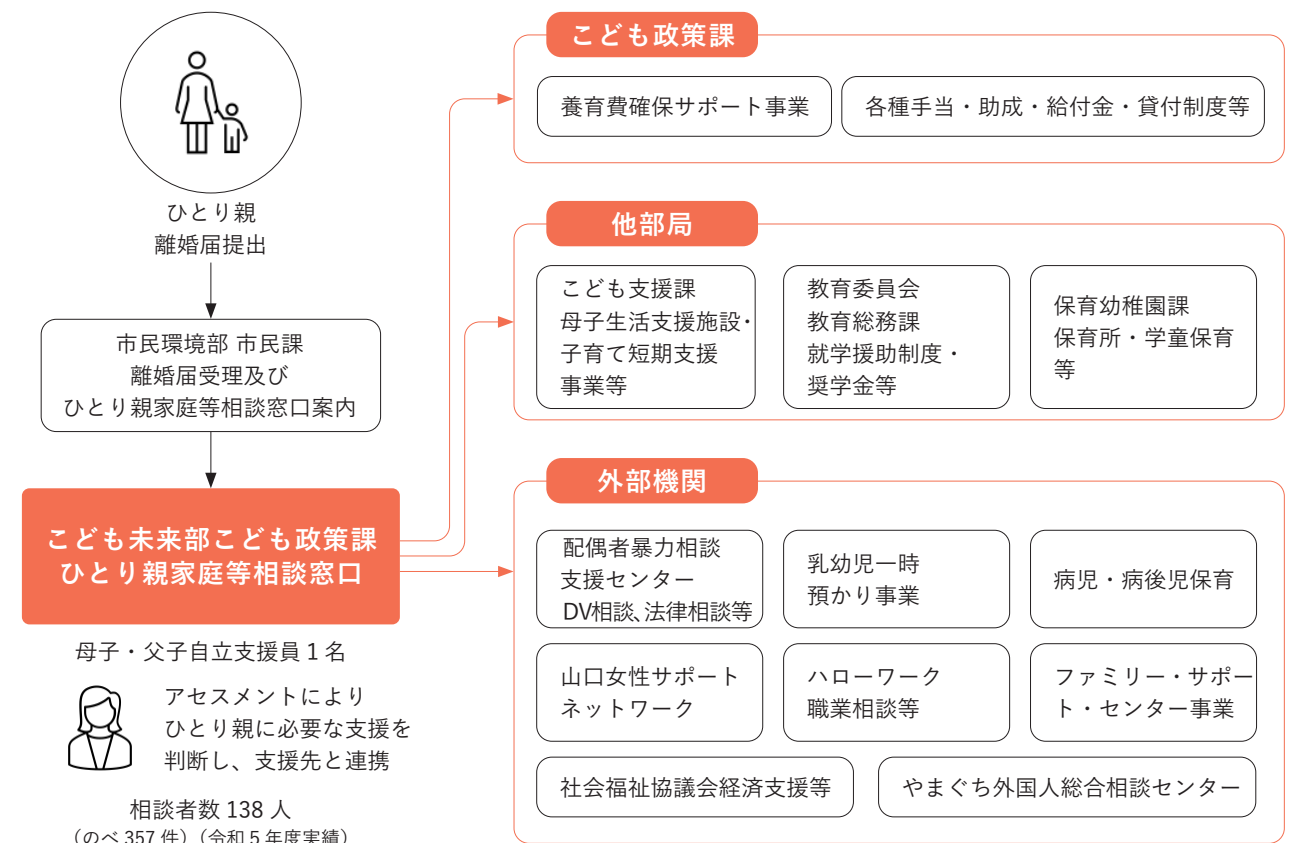 ひとり親
離婚届提出
市民環境部 市民課
離婚届受理及び
ひとり親家庭等相談窓口案内
こども未来部こども政策課
ひとり親家庭等相談窓口
母子・父子自立支援員 1 名
アセスメントにより
ひとり親に必要な支援を
判断し、支援先と連携
相談者数 138 人
（のべ 357 件）（令和 5 年度実績）
こども政策課
養育費確保サポート事業
各種手当・助成・給付金・貸付制度等
他部局
こども支援課
母子生活支援施設・
子育て短期支援
事業等
教育委員会
教育総務課
就学援助制度・
奨学金等
保育幼稚園課
保育所・学童保育
等
外部機関
配偶者暴力相談
支援センター
DV相談、法律相談等
乳幼児一時
預かり事業
病児・病後児保育
山口女性サポート
ネットワーク
ハローワーク
職業相談等
ファミリー・サポー
ト・センター事業
社会福祉協議会経済支援等
やまぐち外国人総合相談センター